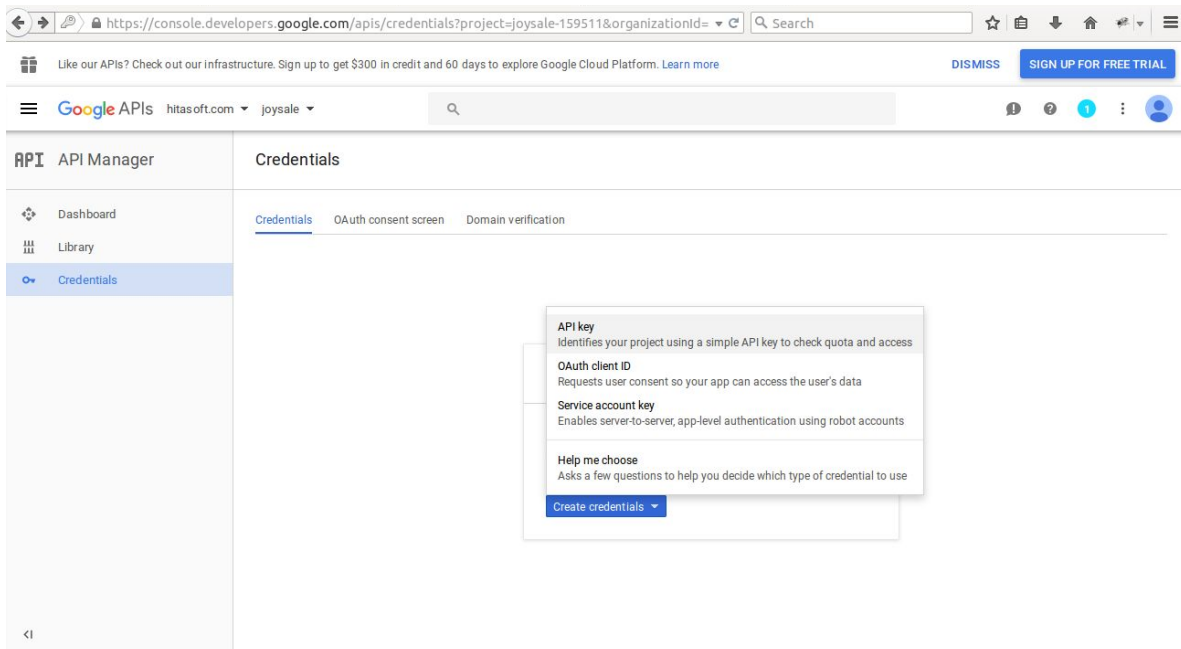 https://console.developers.google.com/apis/credentials?project=joysale-159511&organizationId=
Search
Like our APIs? Check out our infrastructure. Sign up to get $300 in credit and 60 days to explore Google Cloud Platform. Learn more
DISMISS
SIGN UP FOR FREE TRIAL
Google APIs
hitasoft.com
joysale
1
API API Manager
Credentials
Dashboard
Library
Credentials
Credentials
OAuth consent screen
Domain verification
API key
Identifies your project using a simple API key to check quota and access
OAuth client ID
Requests user consent so your app can access the user's data
Service account key
Enables server-to-server, app-level authentication using robot accounts
Help me choose
Asks a few questions to help you decide which type of credential to use
Create credentials